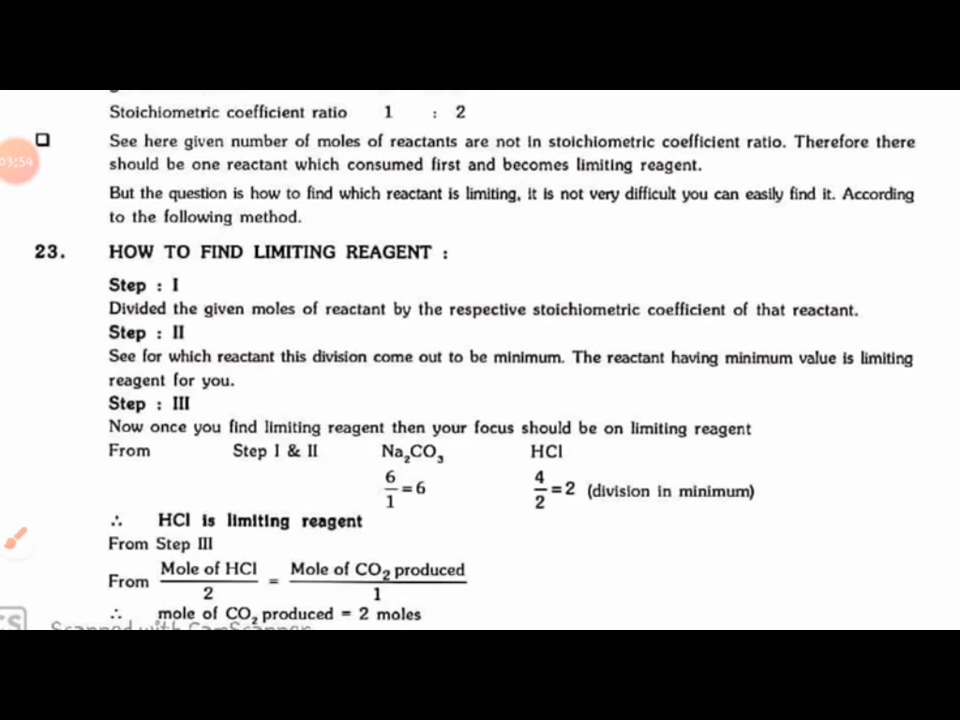 Stoichiometric coefficient ratio 1 : 2
See here given number of moles of reactants are not in stoichiometric coefficient ratio. Therefore there
03:54
should be one reactant which consumed first and becomes limiting reagent.
But the question is how to find which reactant is limiting, it is not very difficult you can easily find it. According
to the following method.
23. HOW TO FIND LIMITING REAGENT :
Step : I
Divided the given moles of reactant by the respective stoichiometric coefficient of that reactant.
Step : II
See for which reactant this division come out to be minimum. The reactant having minimum value is limiting
reagent for you.
Step : III
Now once you find limiting reagent then your focus should be on limiting reagent
From Step I & II Na₂CO₃ HCl
6/1 = 6 4/2 = 2 (division in minimum)
∴ HCl is limiting reagent
From Step III
From Mole of HCl/2 = Mole of CO₂ produced/1
∴ mole of CO₂ produced = 2 moles
CS Scanned with CamScanner